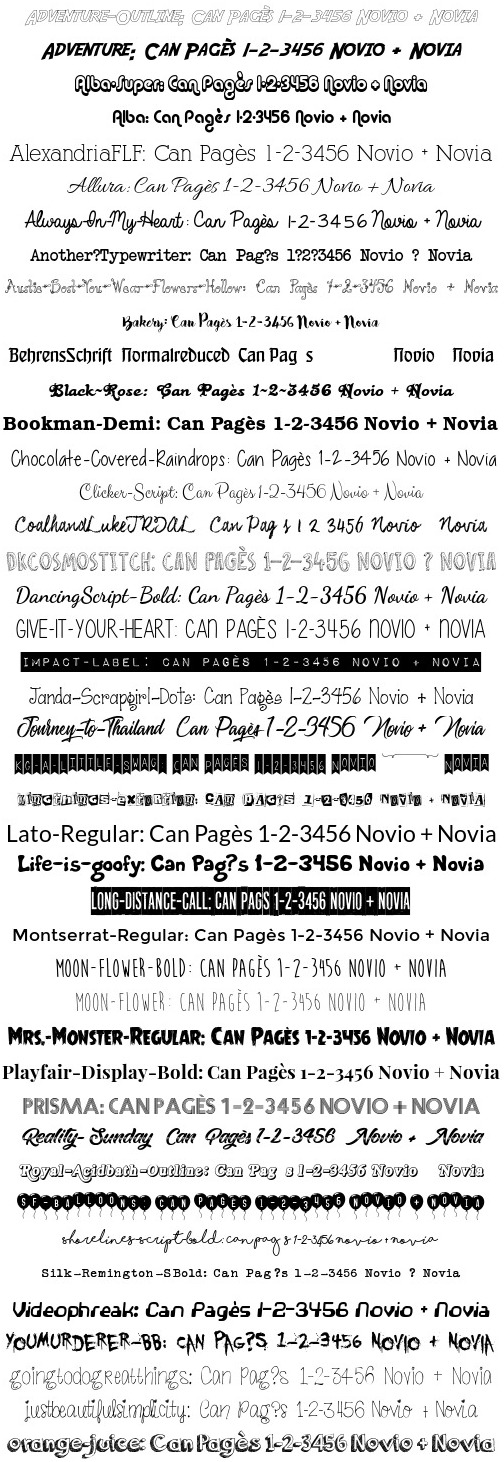 Adventure-Outline: Can Pagès 1-2-3456 Novio + Novia
Adventure: Can Pagès 1-2-3456 Novio + Novia
Alba-Super: Can Pagès 1-2-3456 Novio + Novia
Alba: Can Pagès 1-2-3456 Novio + Novia
AlexandriaFLF: Can Pagès 1-2-3456 Novio + Novia
Allura: Can Pagès 1-2-3456 Novio + Novia
Always-In-My-Heart: Can Pagès 1-2-3456 Novio + Novia
Another?Typewriter: Can Pag?s 1?2?3456 Novio ? Novia
Austie-Bost-You-Wear-Flowers-Hollow: Can Pagès 1-2-3456 Novio + Novia
Bakery: Can Pagès 1-2-3456 Novio + Novia
BehrensSchrift Normalreduced Can Pag s Novio Novia
Black-Rose: Can Pagès 1-2-3456 Novio + Novia
Bookman-Demi: Can Pagès 1-2-3456 Novio + Novia
Chocolate-Covered-Raindrops: Can Pagès 1-2-3456 Novio + Novia
Clicker-Script: Can Pagès 1-2-3456 Novio + Novia
CoalhandLukeTRIAL Can Pag s 1 2 3456 Novio Novia
DKCOSMOSTITCH: CAN PAGÈS 1-2-3456 NOVIO ? NOVIA
DancingScript-Bold: Can Pagès 1-2-3456 Novio + Novia
GIVE-IT-YOUR-HEART: CAN PAGÈS 1-2-3456 NOVIO + NOVIA
IMPACT-LABEL: CAN PAGÈS 1-2-3456 NOVIO + NOVIA
Janda-Scrapgirl-Dots: Can Pagès 1-2-3456 Novio + Novia
Journey-to-Thailand Can Pagès 1-2-3456 Novio + Novia
KG-A-LITTLE-SWAG: CAN PAGÈS 1-2-3456 NOVIO NOVIA
CAN PAG?S 1-2-3456 NOVIO + NOVIA
Lato-Regular: Can Pagès 1-2-3456 Novio + Novia
Life-is-goofy: Can Pag?s 1-2-3456 Novio + Novia
LONG-DISTANCE-CALL: CAN PAGS 1-2-3456 NOVIO + NOVIA
Montserrat-Regular: Can Pagès 1-2-3456 Novio + Novia
MOON-FLOWER-BOLD: CAN PAGÈS 1-2-3456 NOVIO + NOVIA
MOON-FLOWER: CAN PAGÈS 1-2-3456 NOVIO + NOVIA
Mrs.-Monster-Regular: Can Pagès 1-2-3456 Novio + Novia
Playfair-Display-Bold: Can Pagès 1-2-3456 Novio + Novia
PRISMA: CAN PAGÈS 1-2-3456 NOVIO + NOVIA
Reality-Sunday Can Pagès 1-2-3456 Novio + Novia
Royal-Acidbath-Outline: Can Pag s 1-2-3456 Novio Novia
SF-BALLOONS: CAN PAGES 1-2-3456 NOVIO + NOVIA
shorelines-script-bold: can pag s 1-2-3456 novio + novia
Silk-Remington-SBold: Can Pag?s 1-2-3456 Novio ? Novia
Videophreak: Can Pagès 1-2-3456 Novio + Novia
YOUMURDERER-BB: CAN PAG?S 1-2-3456 NOVIO + NOVIA
goingtodogreatthings: Can Pag?s 1-2-3456 Novio + Novia
justbeautifulsimplicity: Can Pag?s 1-2-3456 Novio + Novia
orange-juice: Can Pagès 1-2-3456 Novio + Novia